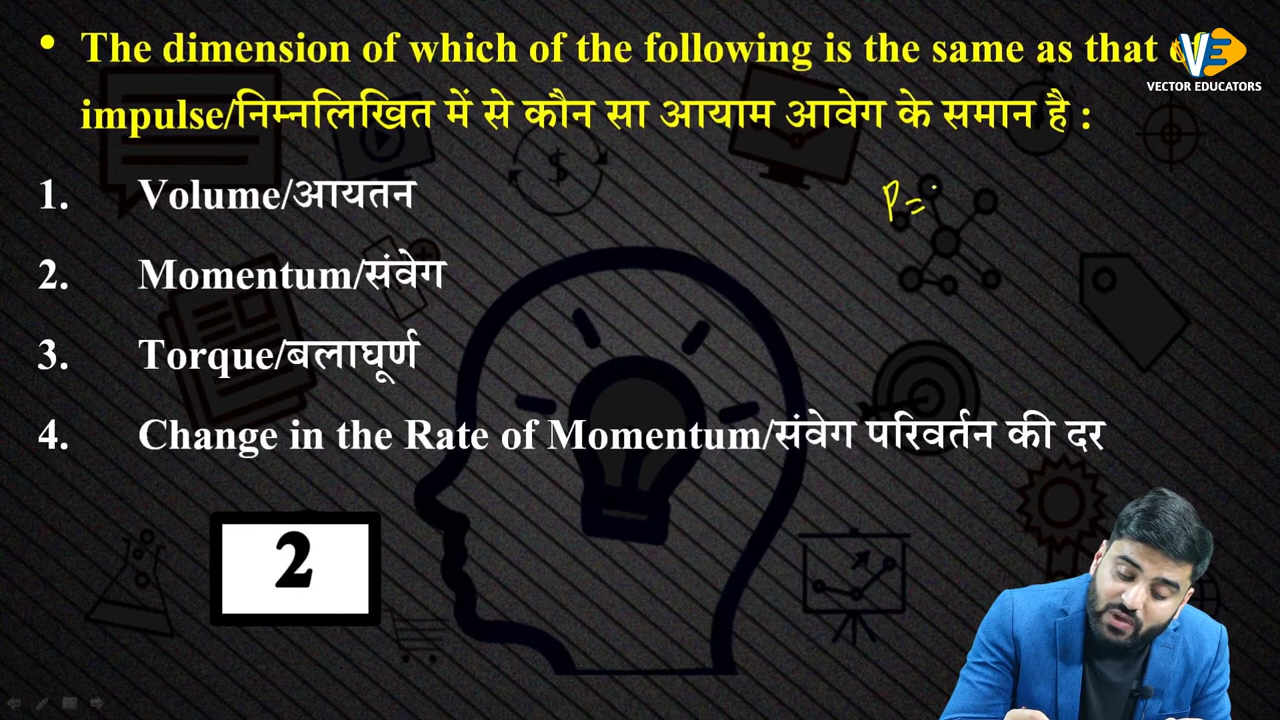 • The dimension of which of the following is the same as that
impulse/निम्नलिखित में से कौन सा आयाम आवेग के समान है :
VECTOR EDUCATORS
1. Volume/आयतन
P=
2. Momentum/संवेग
3. Torque/बलाघूर्ण
4. Change in the Rate of Momentum/संवेग परिवर्तन की दर
2